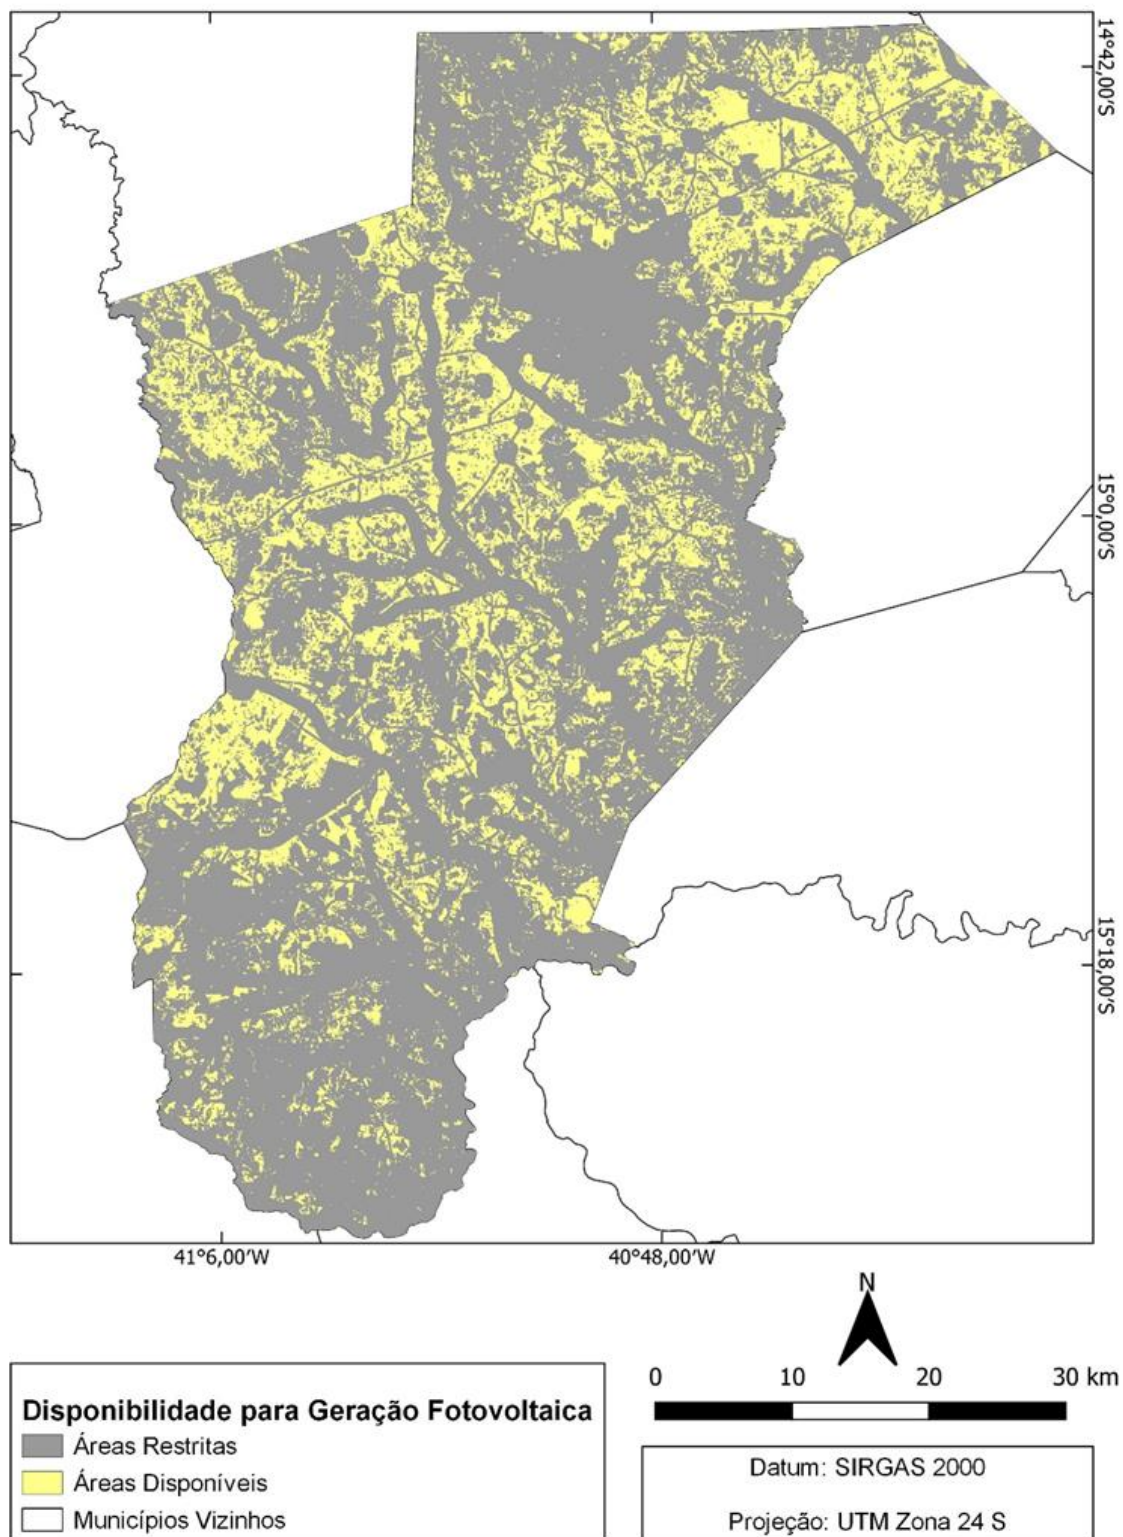 14°42,00'S
15°0,00'S
15°18,00'S
41°6,00'W
40°48,00'W
N
0 10 20 30 km
Disponibilidade para Geração Fotovoltaica
Áreas Restritas
Áreas Disponíveis
Municípios Vizinhos
Datum: SIRGAS 2000
Projeção: UTM Zona 24 S